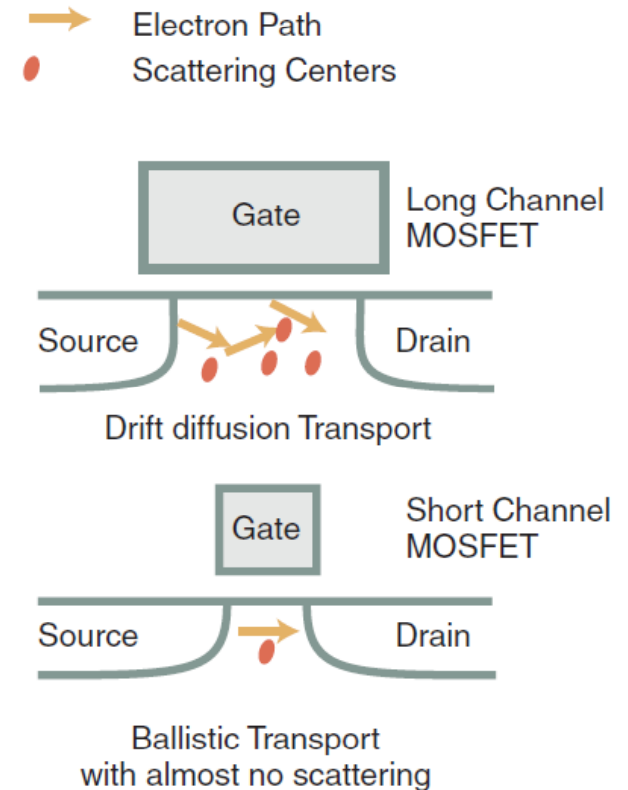 Electron Path
Scattering Centers
Gate
Long Channel
MOSFET
Source
Drain
Drift diffusion Transport
Gate
Short Channel
MOSFET
Source
Drain
Ballistic Transport
with almost no scattering